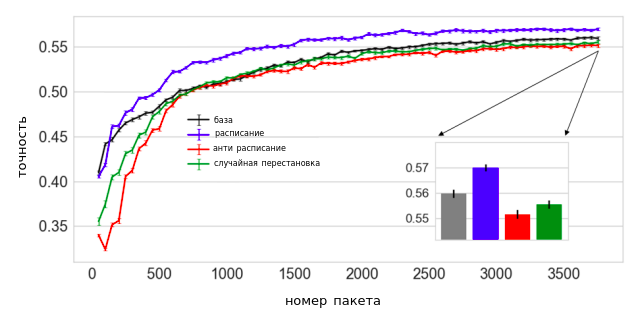 точность
0.55
0.50
0.45
0.40
0.35
база
расписание
анти расписание
случайная перестановка
0.57
0.56
0.55
0 500 1000 1500 2000 2500 3000 3500
номер пакета